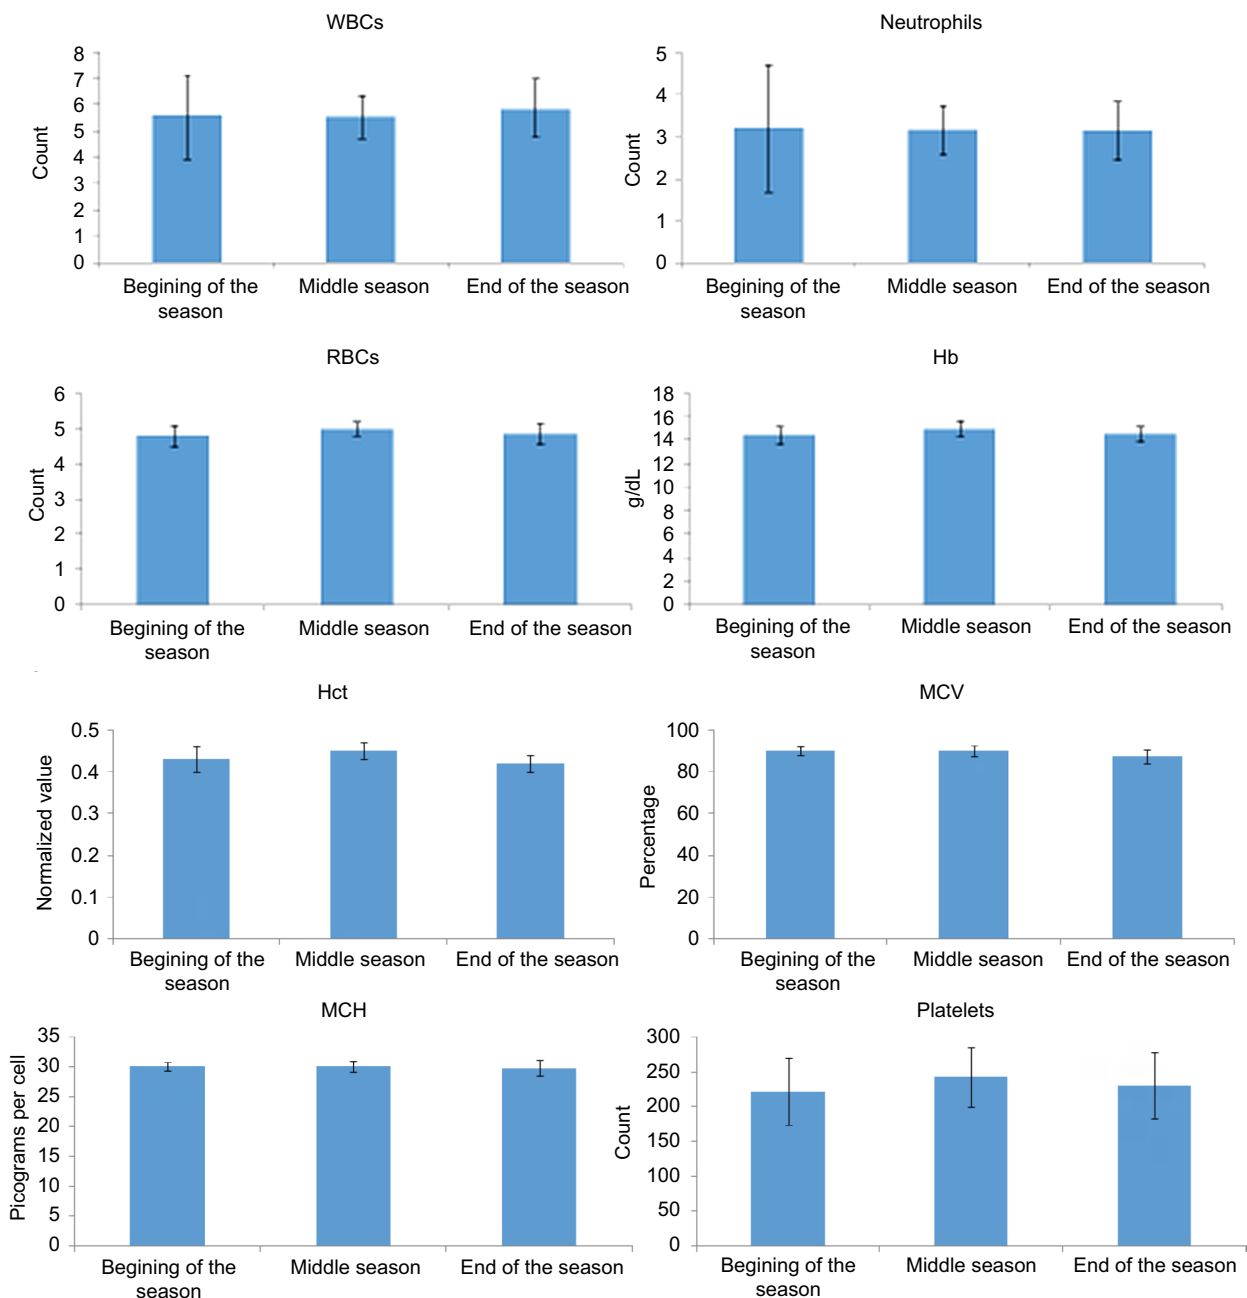 WBCs
Count
8
7
6
5
4
3
2
1
0
Begining of the
season
Middle season
End of the season
Neutrophils
Count
5
4
3
2
1
0
Begining of the
season
Middle season
End of the season
RBCs
Count
6
5
4
3
2
1
0
Begining of the
season
Middle season
End of the season
Hb
g/dL
18
16
14
12
10
8
6
4
2
0
Begining of the
season
Middle season
End of the season
Hct
Normalized value
0.5
0.4
0.3
0.2
0.1
0
Begining of the
season
Middle season
End of the season
MCV
Percentage
100
80
60
40
20
0
Begining of the
season
Middle season
End of the season
MCH
Picograms per cell
35
30
25
20
15
10
5
0
Begining of the
season
Middle season
End of the season
Platelets
Count
300
250
200
150
100
50
0
Begining of the
season
Middle season
End of the season